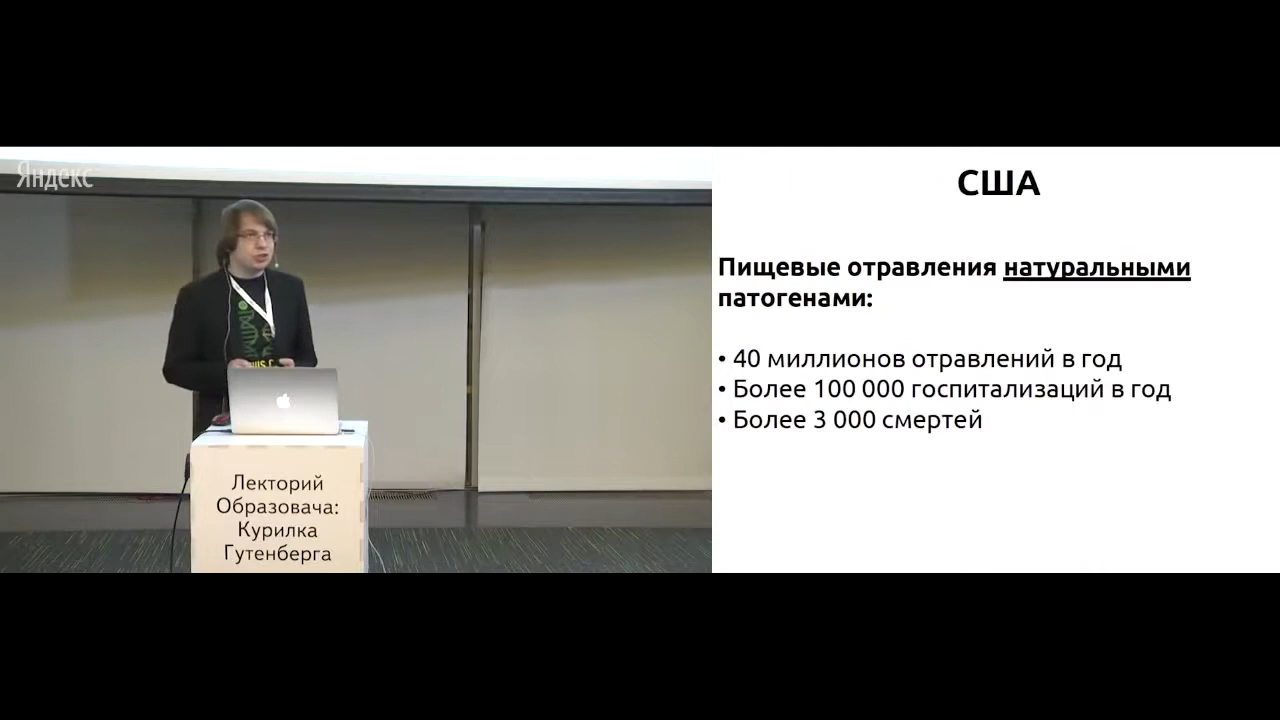 Яндекс
Лекторий
Образовача:
Курилка
Гутенберга
США
Пищевые отравления натуральными
патогенами:
• 40 миллионов отравлений в год
• Более 100 000 госпитализаций в год
• Более 3 000 смертей